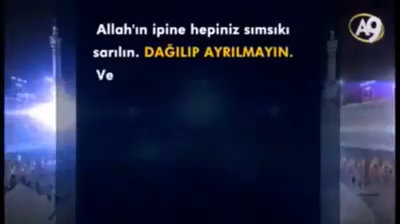 Allah'ın ipine hepiniz sımsıkı
sarılın. DAĞILIP AYRILMAYIN.
Ve
A9